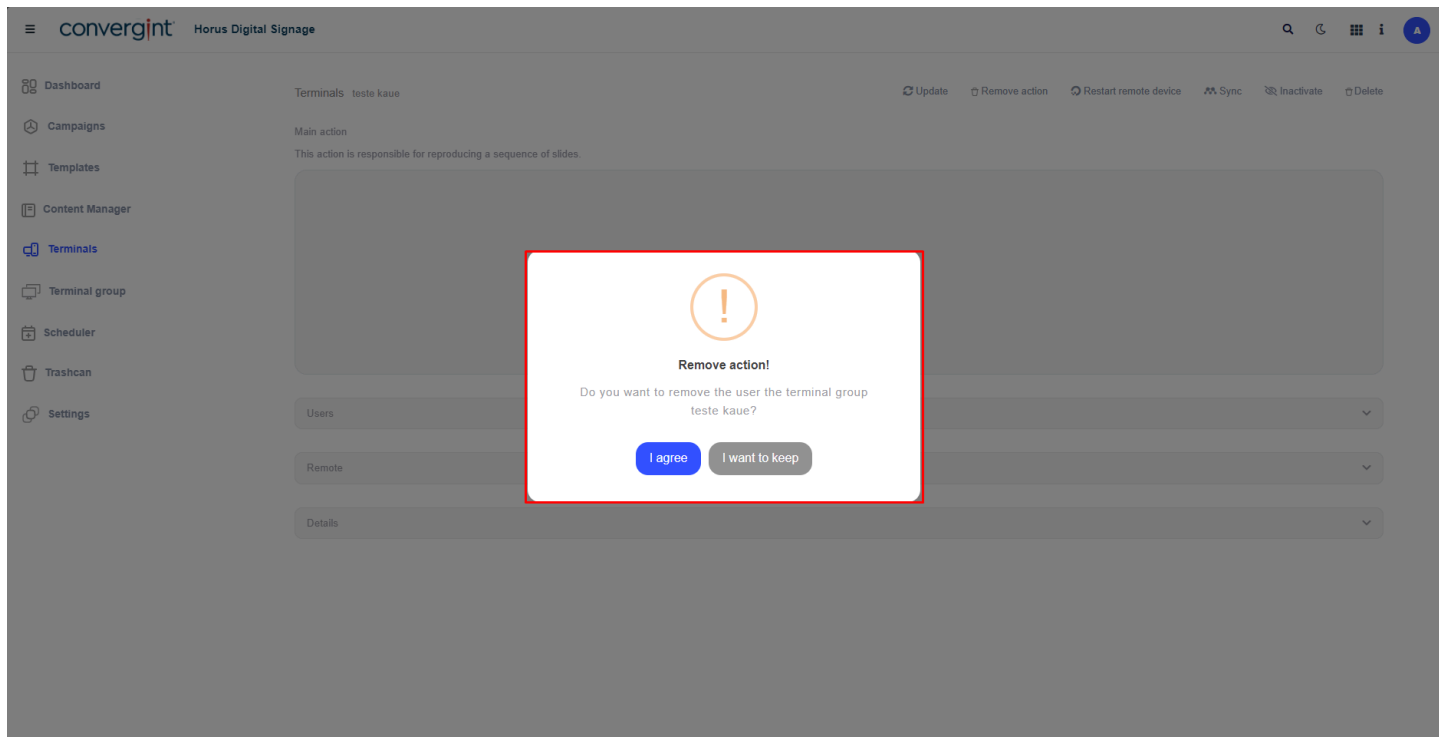 convergint Horus Digital Signage i A
Dashboard
Campaigns
Templates
Content Manager
Terminals
Terminal group
Scheduler
Trashcan
Settings
Terminals teste kaue Update Remove action Restart remote device Sync Inactivate Delete
Main action
This action is responsible for reproducing a sequence of slides.
Users
Remote
Details
!
Remove action!
Do you want to remove the user the terminal group
teste kaue?
I agree I want to keep